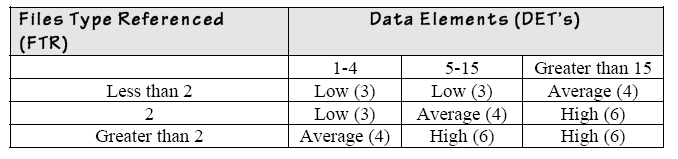 Files Type Referenced (FTR) Data Elements (DET's)
1-4 5-15 Greater than 15
Less than 2 Low (3) Low (3) Average (4)
2 Low (3) Average (4) High (6)
Greater than 2 Average (4) High (6) High (6)